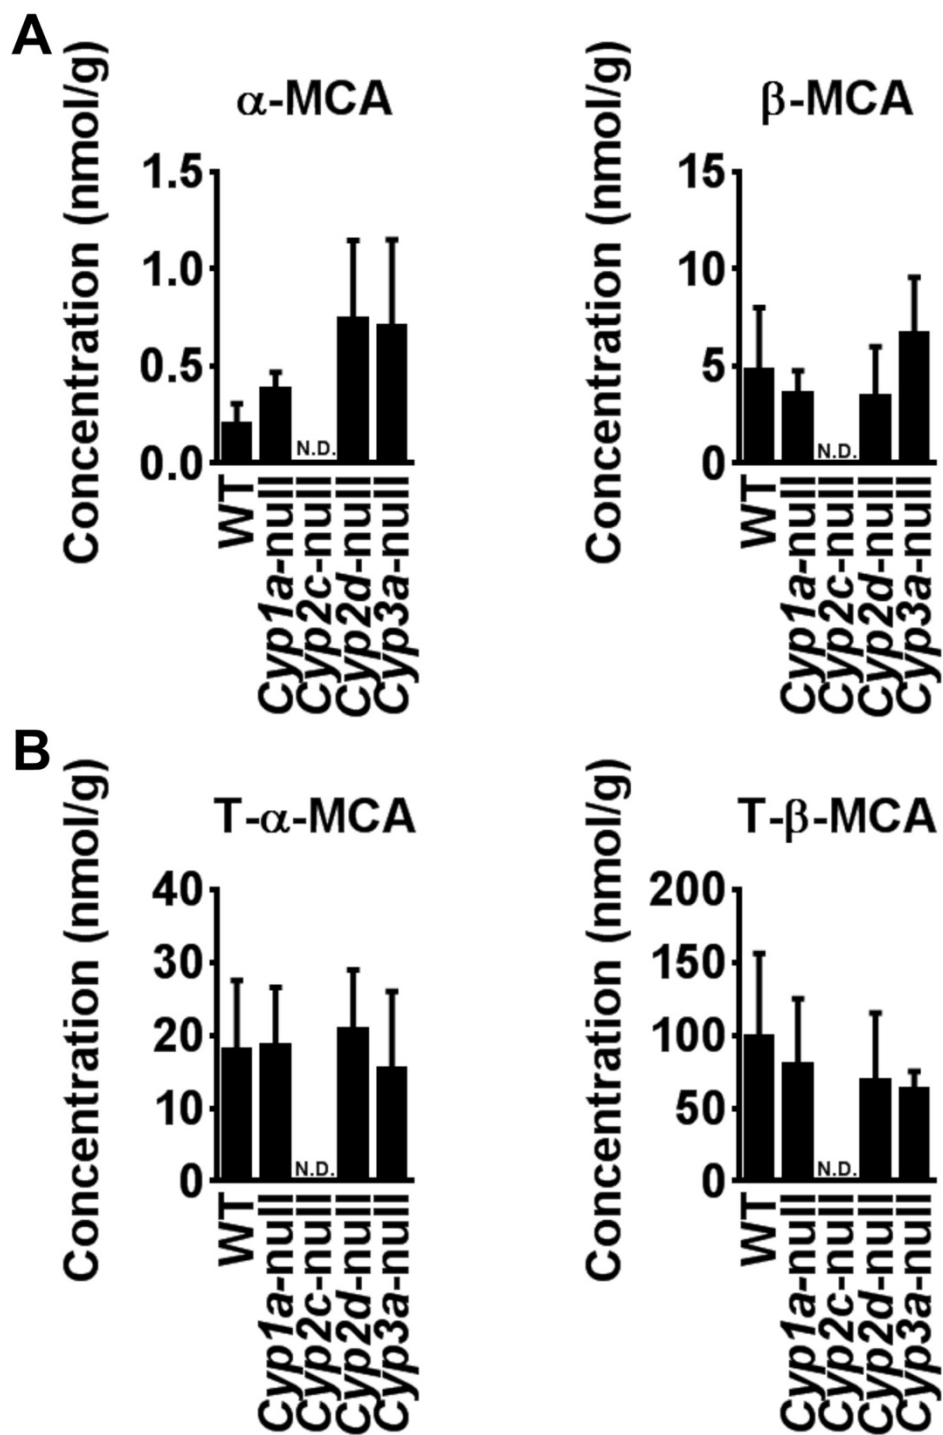 A
α-MCA
Concentration (nmol/g)
1.5
1.0
0.5
0.0
N.D.
WT
Cyp1a-null
Cyp2c-null
Cyp2d-null
Cyp3a-null
β-MCA
Concentration (nmol/g)
15
10
5
0
N.D.
WT
Cyp1a-null
Cyp2c-null
Cyp2d-null
Cyp3a-null
B
T-α-MCA
Concentration (nmol/g)
40
30
20
10
0
N.D.
WT
Cyp1a-null
Cyp2c-null
Cyp2d-null
Cyp3a-null
T-β-MCA
Concentration (nmol/g)
200
150
100
50
0
N.D.
WT
Cyp1a-null
Cyp2c-null
Cyp2d-null
Cyp3a-null